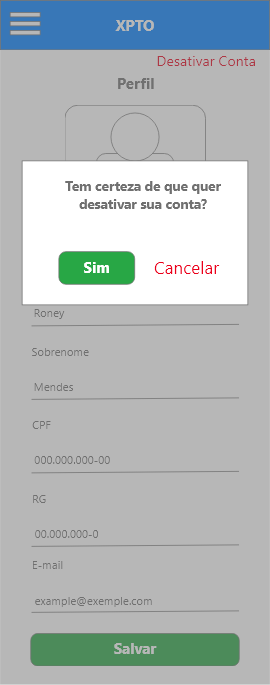 XPTO
Desativar Conta
Perfil
Tem certeza de que quer
desativar sua conta?
Sim
Cancelar
Roney
Sobrenome
Mendes
CPF
000.000.000-00
RG
00.000.000-0
E-mail
example@exemple.com
Salvar